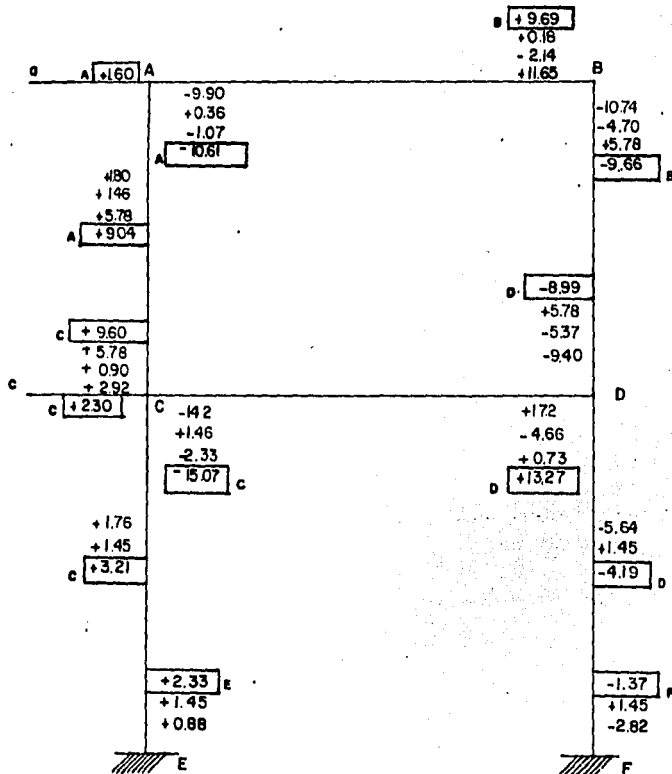 B +9.69
+0.18
-2.14
+11.65
a A +1.60 A B
-9.90
+0.36
-1.07
A -10.61
-10.74
-4.70
+5.78
-9.66 B
+1.80
+1.46
+5.78
A +9.04
D -8.99
+5.78
-5.37
-9.40
C +9.60
+5.78
+0.90
+2.92
c C D
C +2.30
-14.2
+1.46
-2.33
-15.07 C
+17.2
-4.66
+0.73
D +13.27
+1.76
+1.45
C +3.21
-5.64
+1.45
-4.19 D
+2.33 E
+1.45
+0.88
-1.37 F
+1.45
-2.82
E F